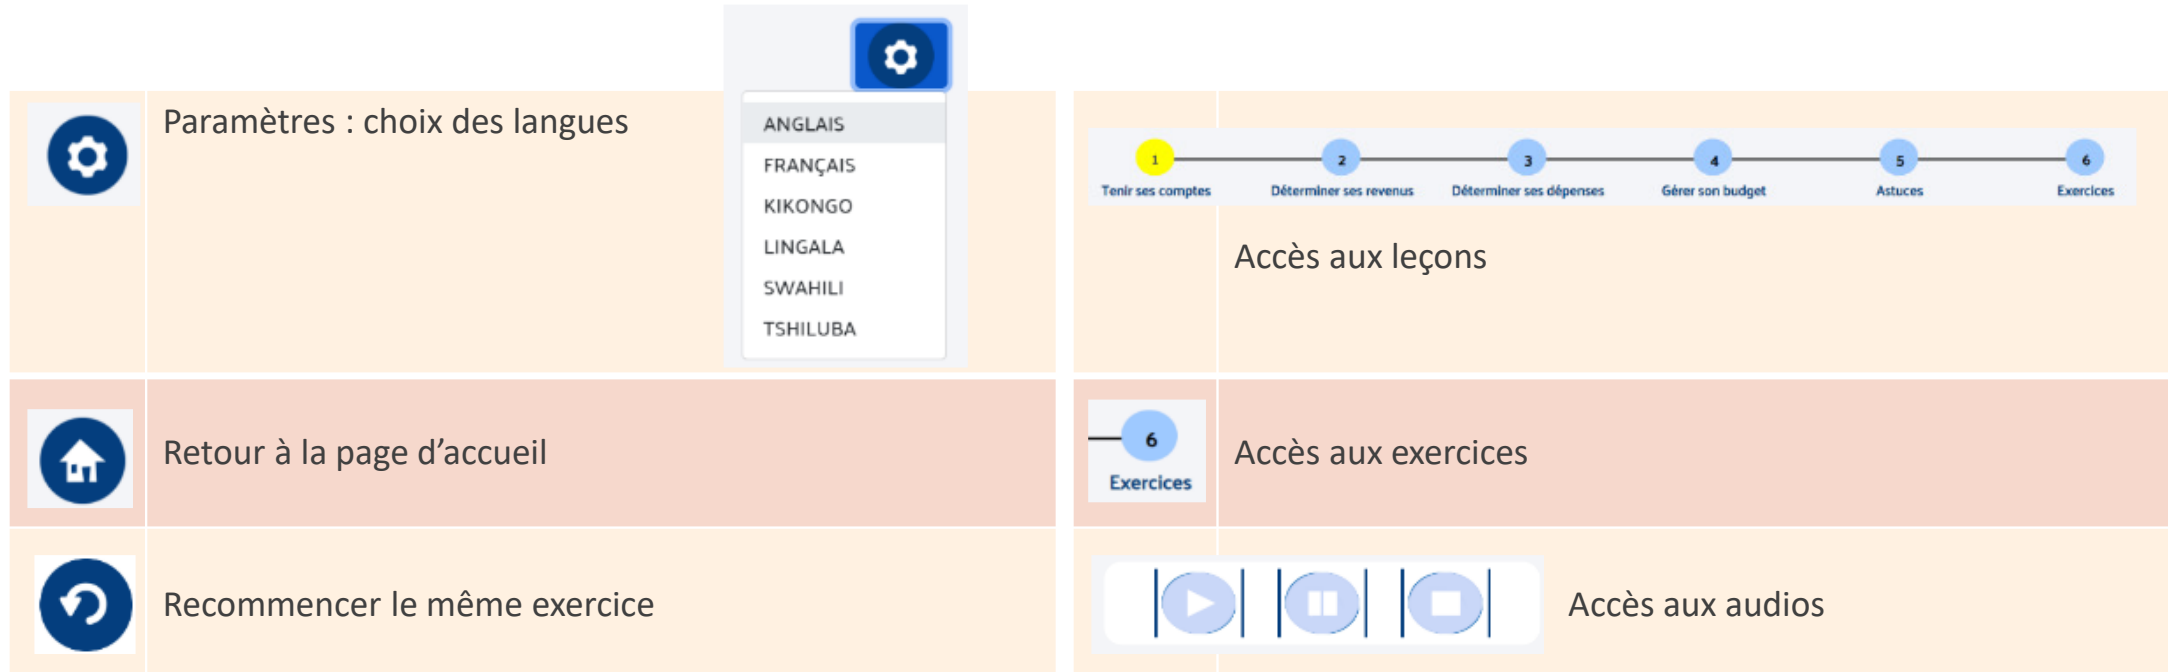 Paramètres : choix des langues
ANGLAIS
FRANÇAIS
KIKONGO
LINGALA
SWAHILI
TSHILUBA
1 2 3 4 5 6
Tenir ses comptes Déterminer ses revenus Déterminer ses dépenses Gérer son budget Astuces Exercices
Accès aux leçons
Retour à la page d’accueil
6
Exercices
Accès aux exercices
Recommencer le même exercice
Accès aux audios